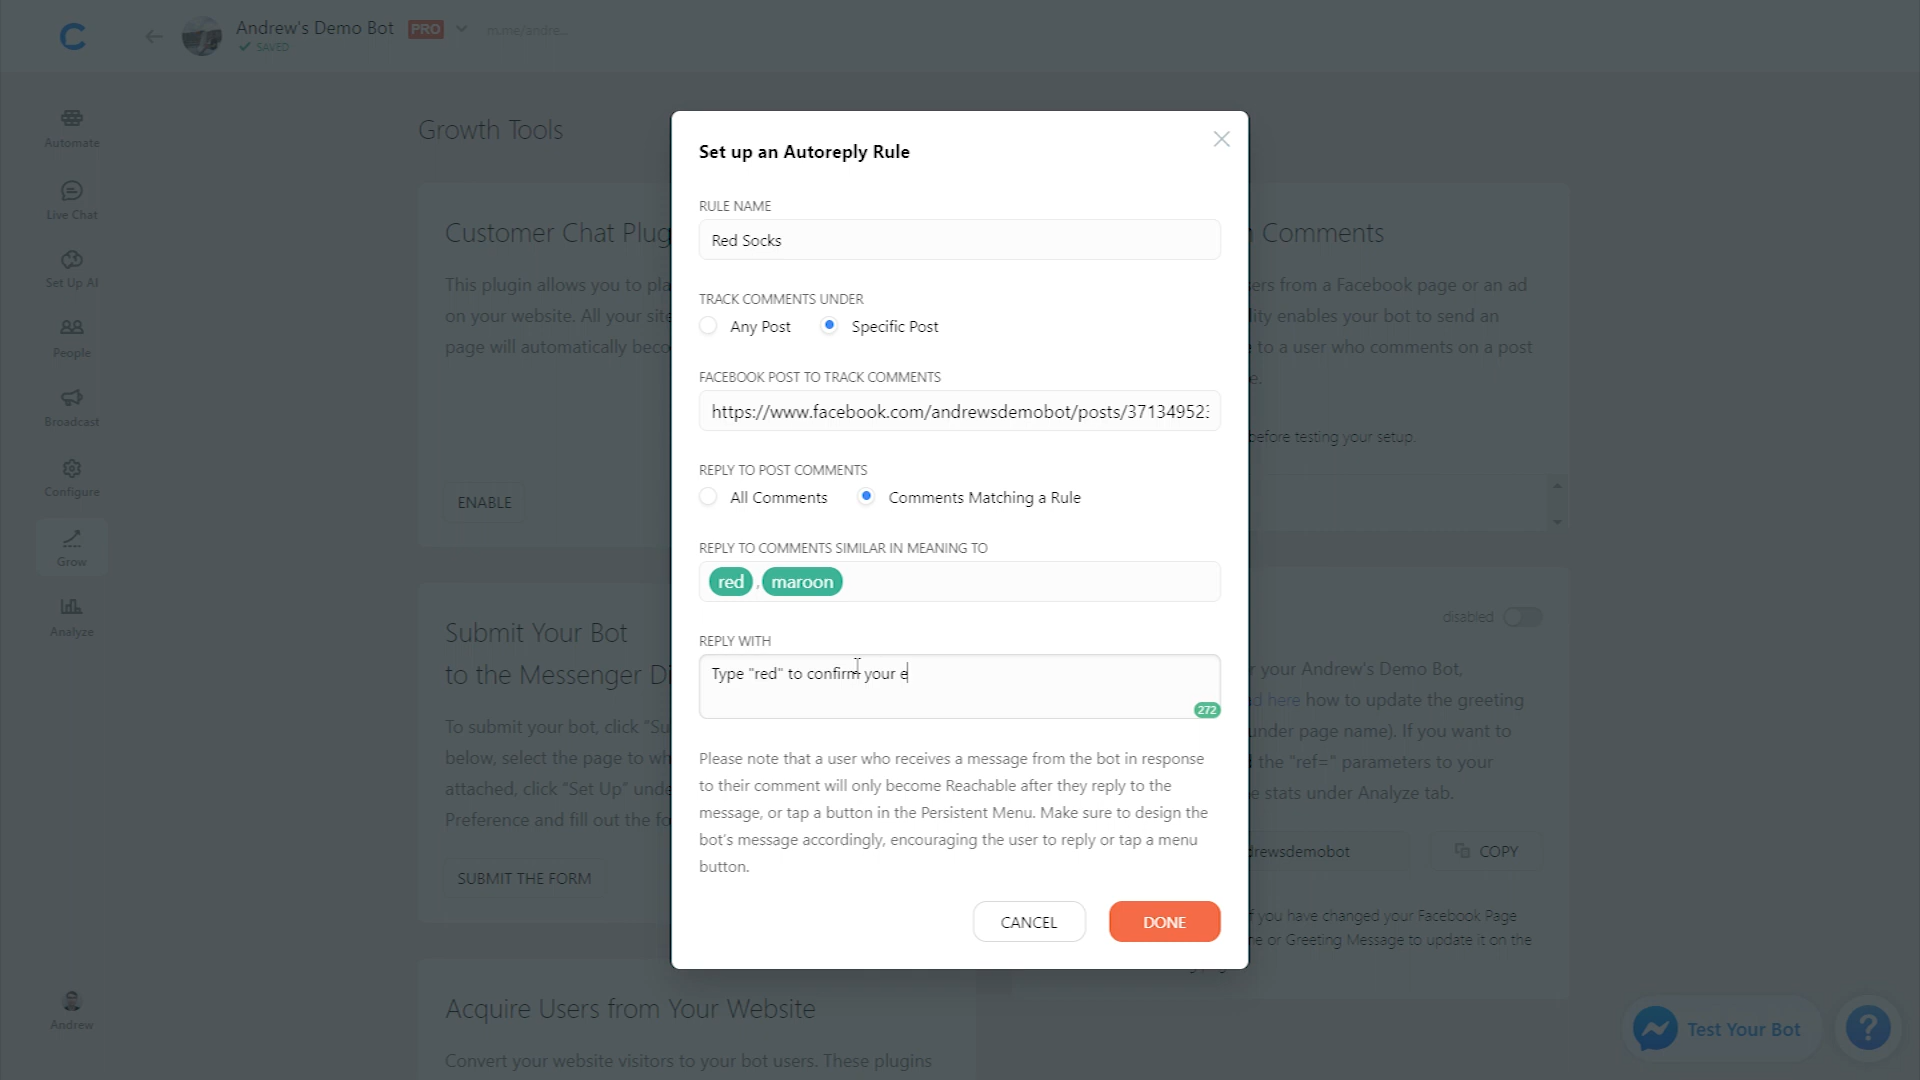 Andrew's Demo Bot PRO m.me/andre...
SAVED
Automate
Live Chat
Set Up AI
People
Broadcast
Configure
Grow
Analyze
Andrew
Growth Tools
Customer Chat Plug
This plugin allows you to pla
on your website. All your site
page will automatically beco
ENABLE
Submit Your Bot
to the Messenger Di
To submit your bot, click "Su
below, select the page to wh
attached, click "Set Up" unde
Preference and fill out the fo
SUBMIT THE FORM
Acquire Users from Your Website
Convert your website visitors to your bot users. These plugins
Set up an Autoreply Rule
RULE NAME
Red Socks
TRACK COMMENTS UNDER
Any Post Specific Post
FACEBOOK POST TO TRACK COMMENTS
https://www.facebook.com/andrewsdemobot/posts/37134952
REPLY TO POST COMMENTS
All Comments Comments Matching a Rule
REPLY TO COMMENTS SIMILAR IN MEANING TO
red , maroon
REPLY WITH
Type "red" to confirm your e
272
Please note that a user who receives a message from the bot in response
to their comment will only become Reachable after they reply to the
message, or tap a button in the Persistent Menu. Make sure to design the
bot's message accordingly, encouraging the user to reply or tap a menu
button.
CANCEL DONE
Comments
ers from a Facebook page or an ad
lity enables your bot to send an
to a user who comments on a post
e.
before testing your setup.
disabled
r your Andrew's Demo Bot,
d here how to update the greeting
under page name). If you want to
the "ref=" parameters to your
e stats under Analyze tab.
drewsdemobot COPY
f you have changed your Facebook Page
me or Greeting Message to update it on the
Test Your Bot ?